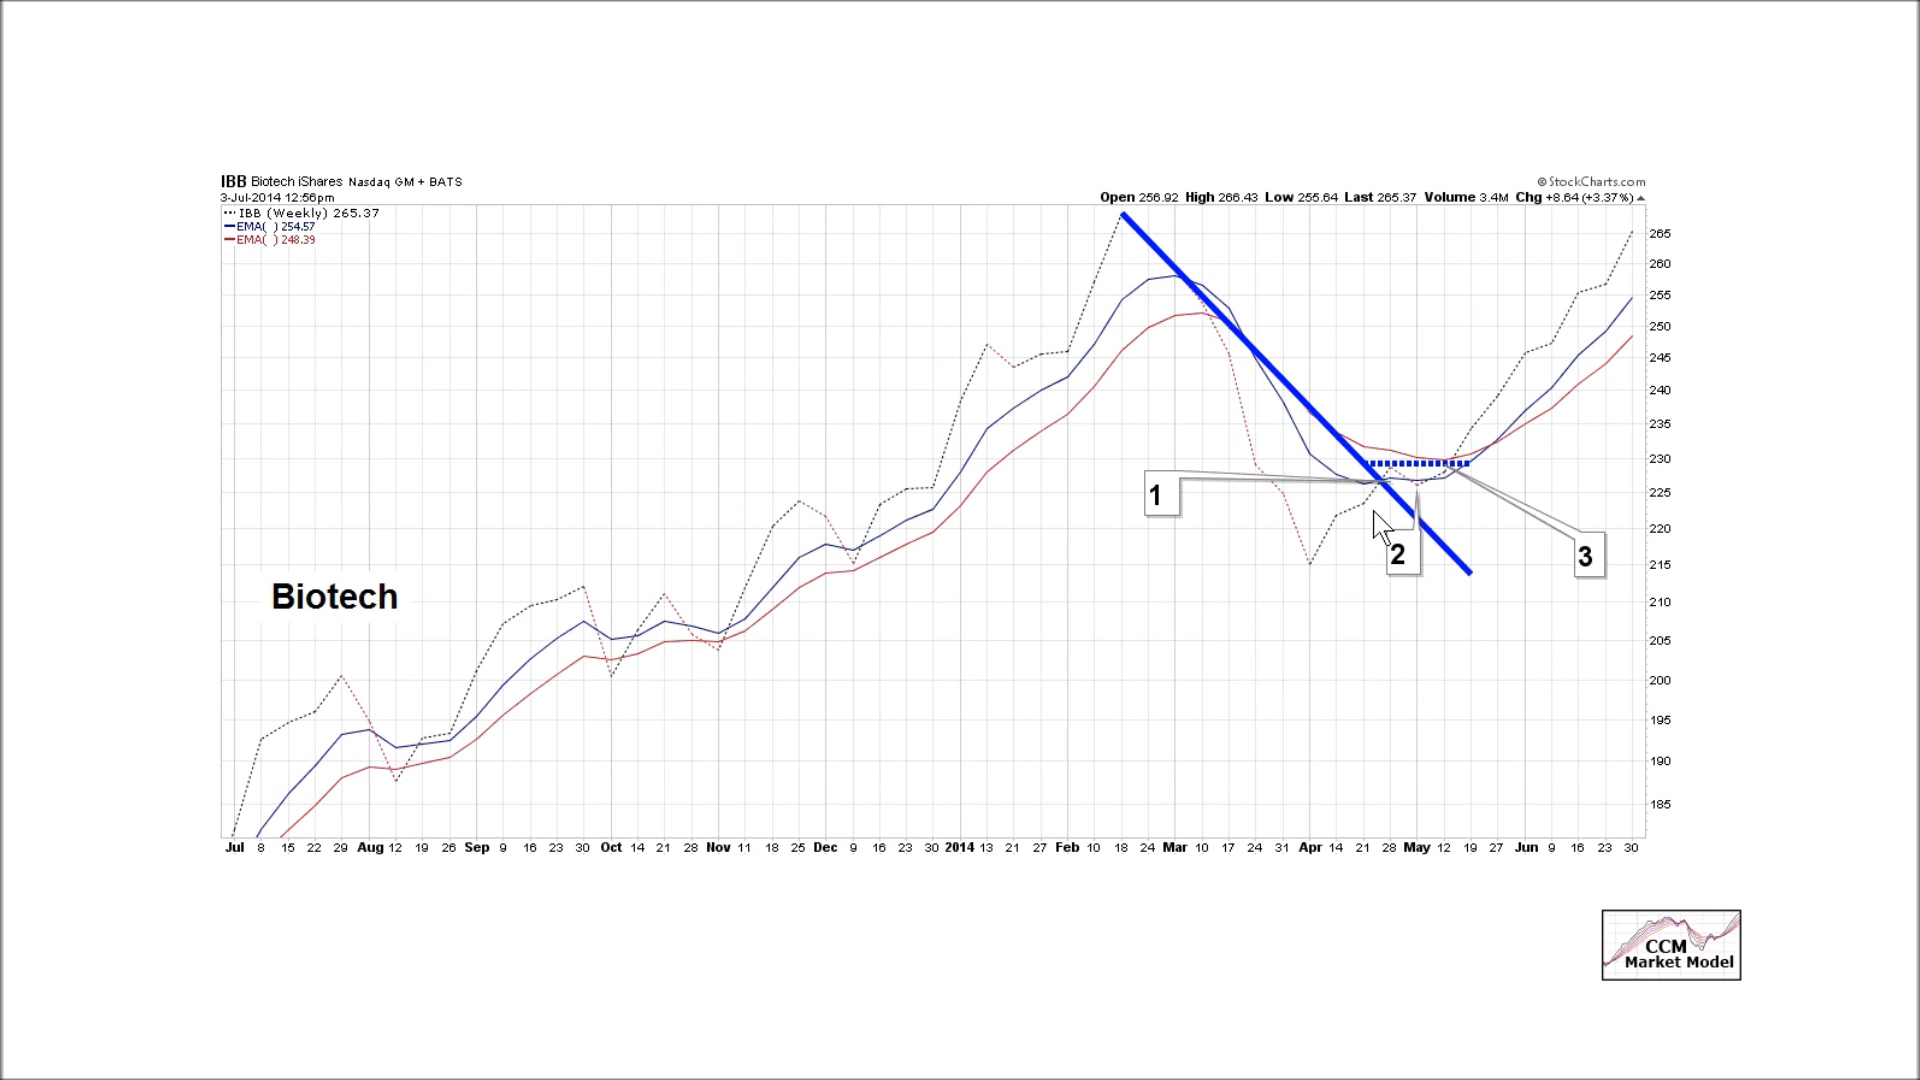 IBB Biotech iShares Nasdaq GM + BATS
© StockCharts.com
3-Jul-2014 12:56pm
Open 256.92 High 266.43 Low 255.64 Last 265.37 Volume 3.4M Chg +8.64 (+3.37%)
IBB (Weekly) 265.37
EMA( ) 254.57
EMA( ) 248.39
265
260
255
250
245
240
235
230
225
220
215
210
205
200
195
190
185
1
2
3
Biotech
Jul 8 15 22 29 Aug 12 19 26 Sep 9 16 23 30 Oct 14 21 28 Nov 11 18 25 Dec 9 16 23 30 2014 13 21 27 Feb 10 18 24 Mar 10 17 24 31 Apr 14 21 28 May 12 19 27 Jun 9 16 23 30
CCM
Market Model